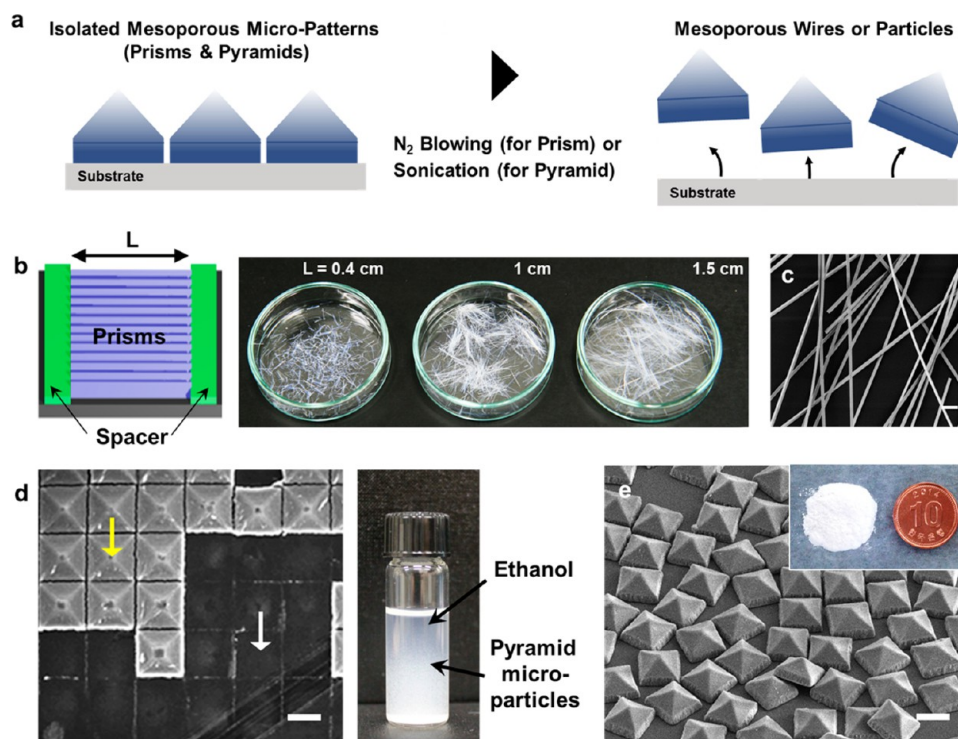 a
Isolated Mesoporous Micro-Patterns
(Prisms & Pyramids)
Mesoporous Wires or Particles
N₂ Blowing (for Prism) or
Sonication (for Pyramid)
Substrate
Substrate
b
L
Prisms
Spacer
L = 0.4 cm
1 cm
1.5 cm
c
d
Ethanol
Pyramid
micro-
particles
e
2014
10